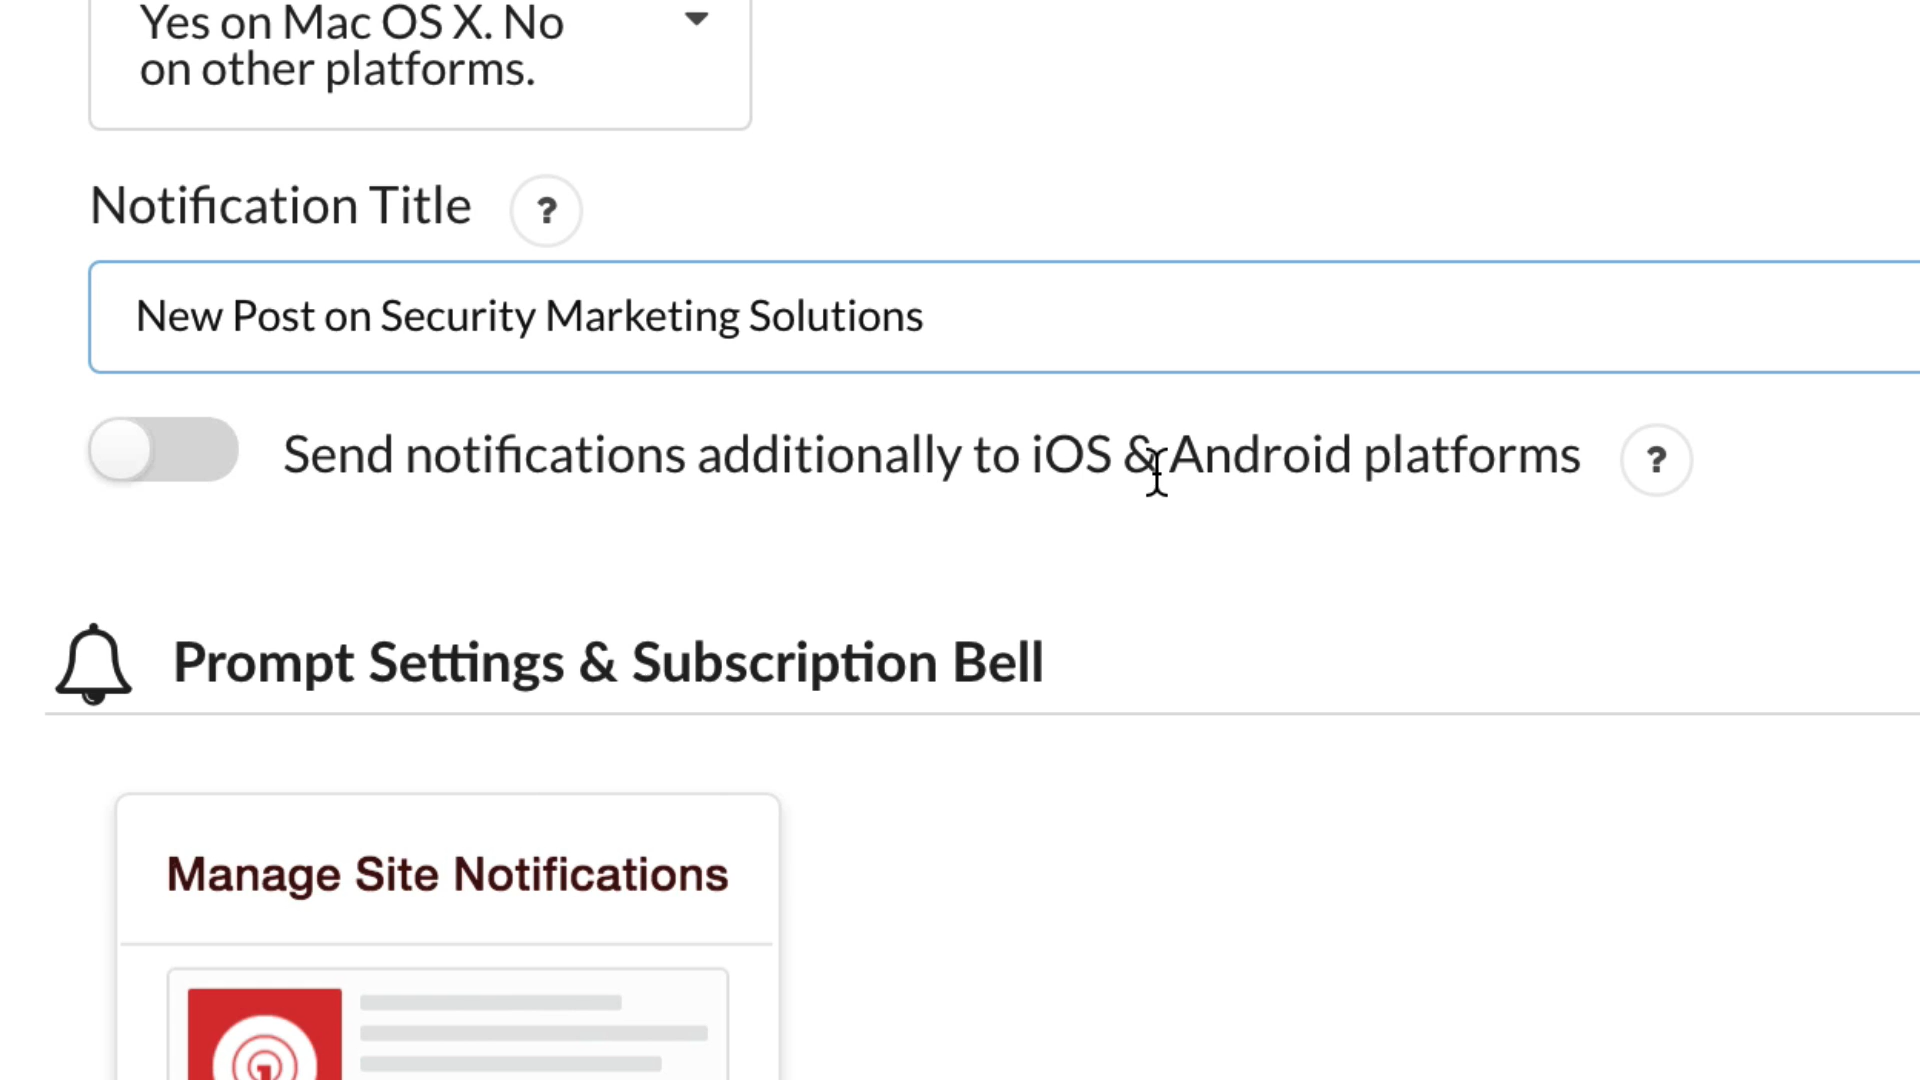 Yes on Mac OS X. No
on other platforms.
Notification Title ?
New Post on Security Marketing Solutions
Send notifications additionally to iOS & Android platforms ?
Prompt Settings & Subscription Bell
Manage Site Notifications